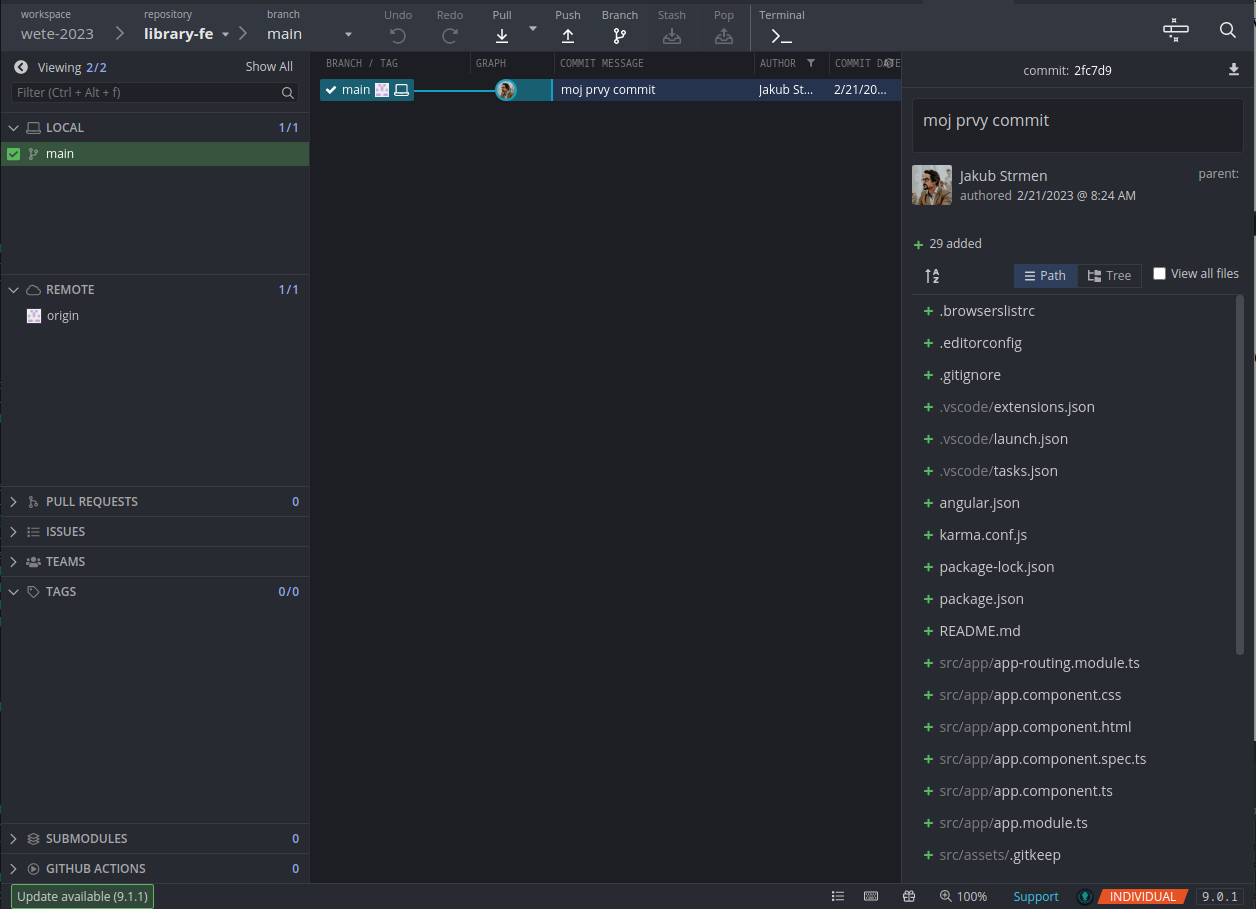 workspace repository branch
wete-2023 library-fe main
Undo Redo Pull Push Branch Stash Pop Terminal
Viewing 2/2 Show All
Filter (Ctrl + Alt + f)
LOCAL 1/1
main
REMOTE 1/1
origin
PULL REQUESTS 0
ISSUES
TEAMS
TAGS 0/0
SUBMODULES 0
GITHUB ACTIONS 0
BRANCH / TAG GRAPH COMMIT MESSAGE AUTHOR COMMIT DATE
main moj prvy commit Jakub St... 2/21/20...
commit: 2fc7d9
moj prvy commit
Jakub Strmen parent:
authored 2/21/2023 @ 8:24 AM
29 added
Path Tree View all files
.browserslistrc
.editorconfig
.gitignore
.vscode/extensions.json
.vscode/launch.json
.vscode/tasks.json
angular.json
karma.conf.js
package-lock.json
package.json
README.md
src/app/app-routing.module.ts
src/app/app.component.css
src/app/app.component.html
src/app/app.component.spec.ts
src/app/app.component.ts
src/app/app.module.ts
src/assets/.gitkeep
Update available (9.1.1) 100% Support INDIVIDUAL 9.0.1